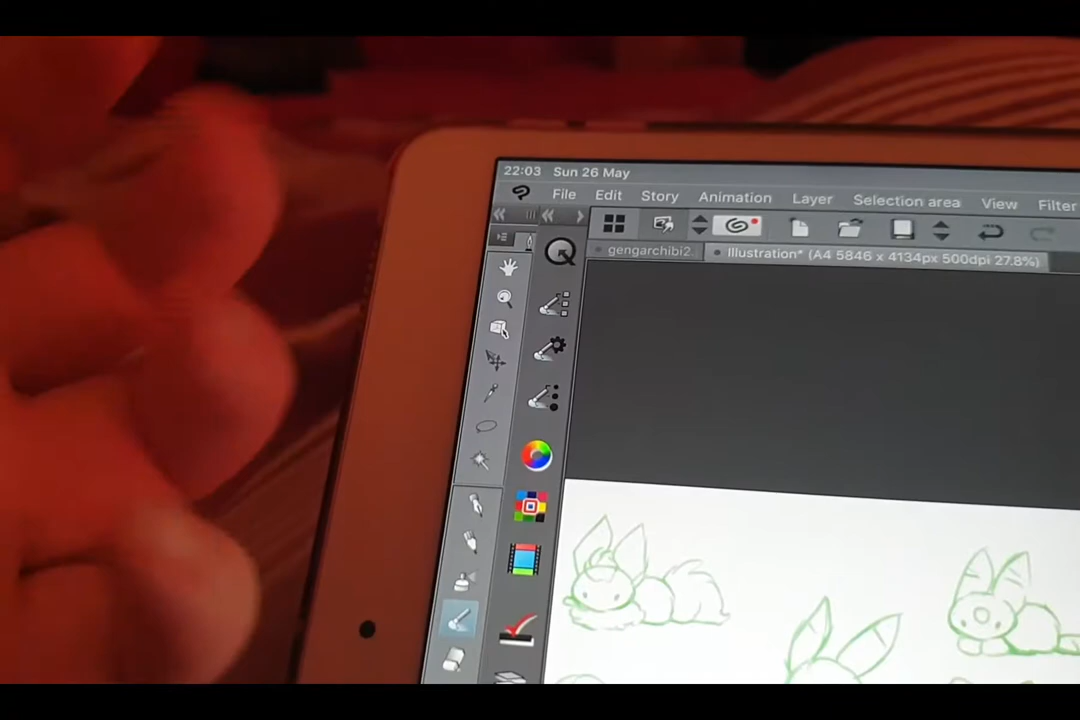 22:03 Sun 26 May
File Edit Story Animation Layer Selection area View Filter
gengarchibi2. Illustration* (A4 5846 x 4134px 500dpi 27.8%)